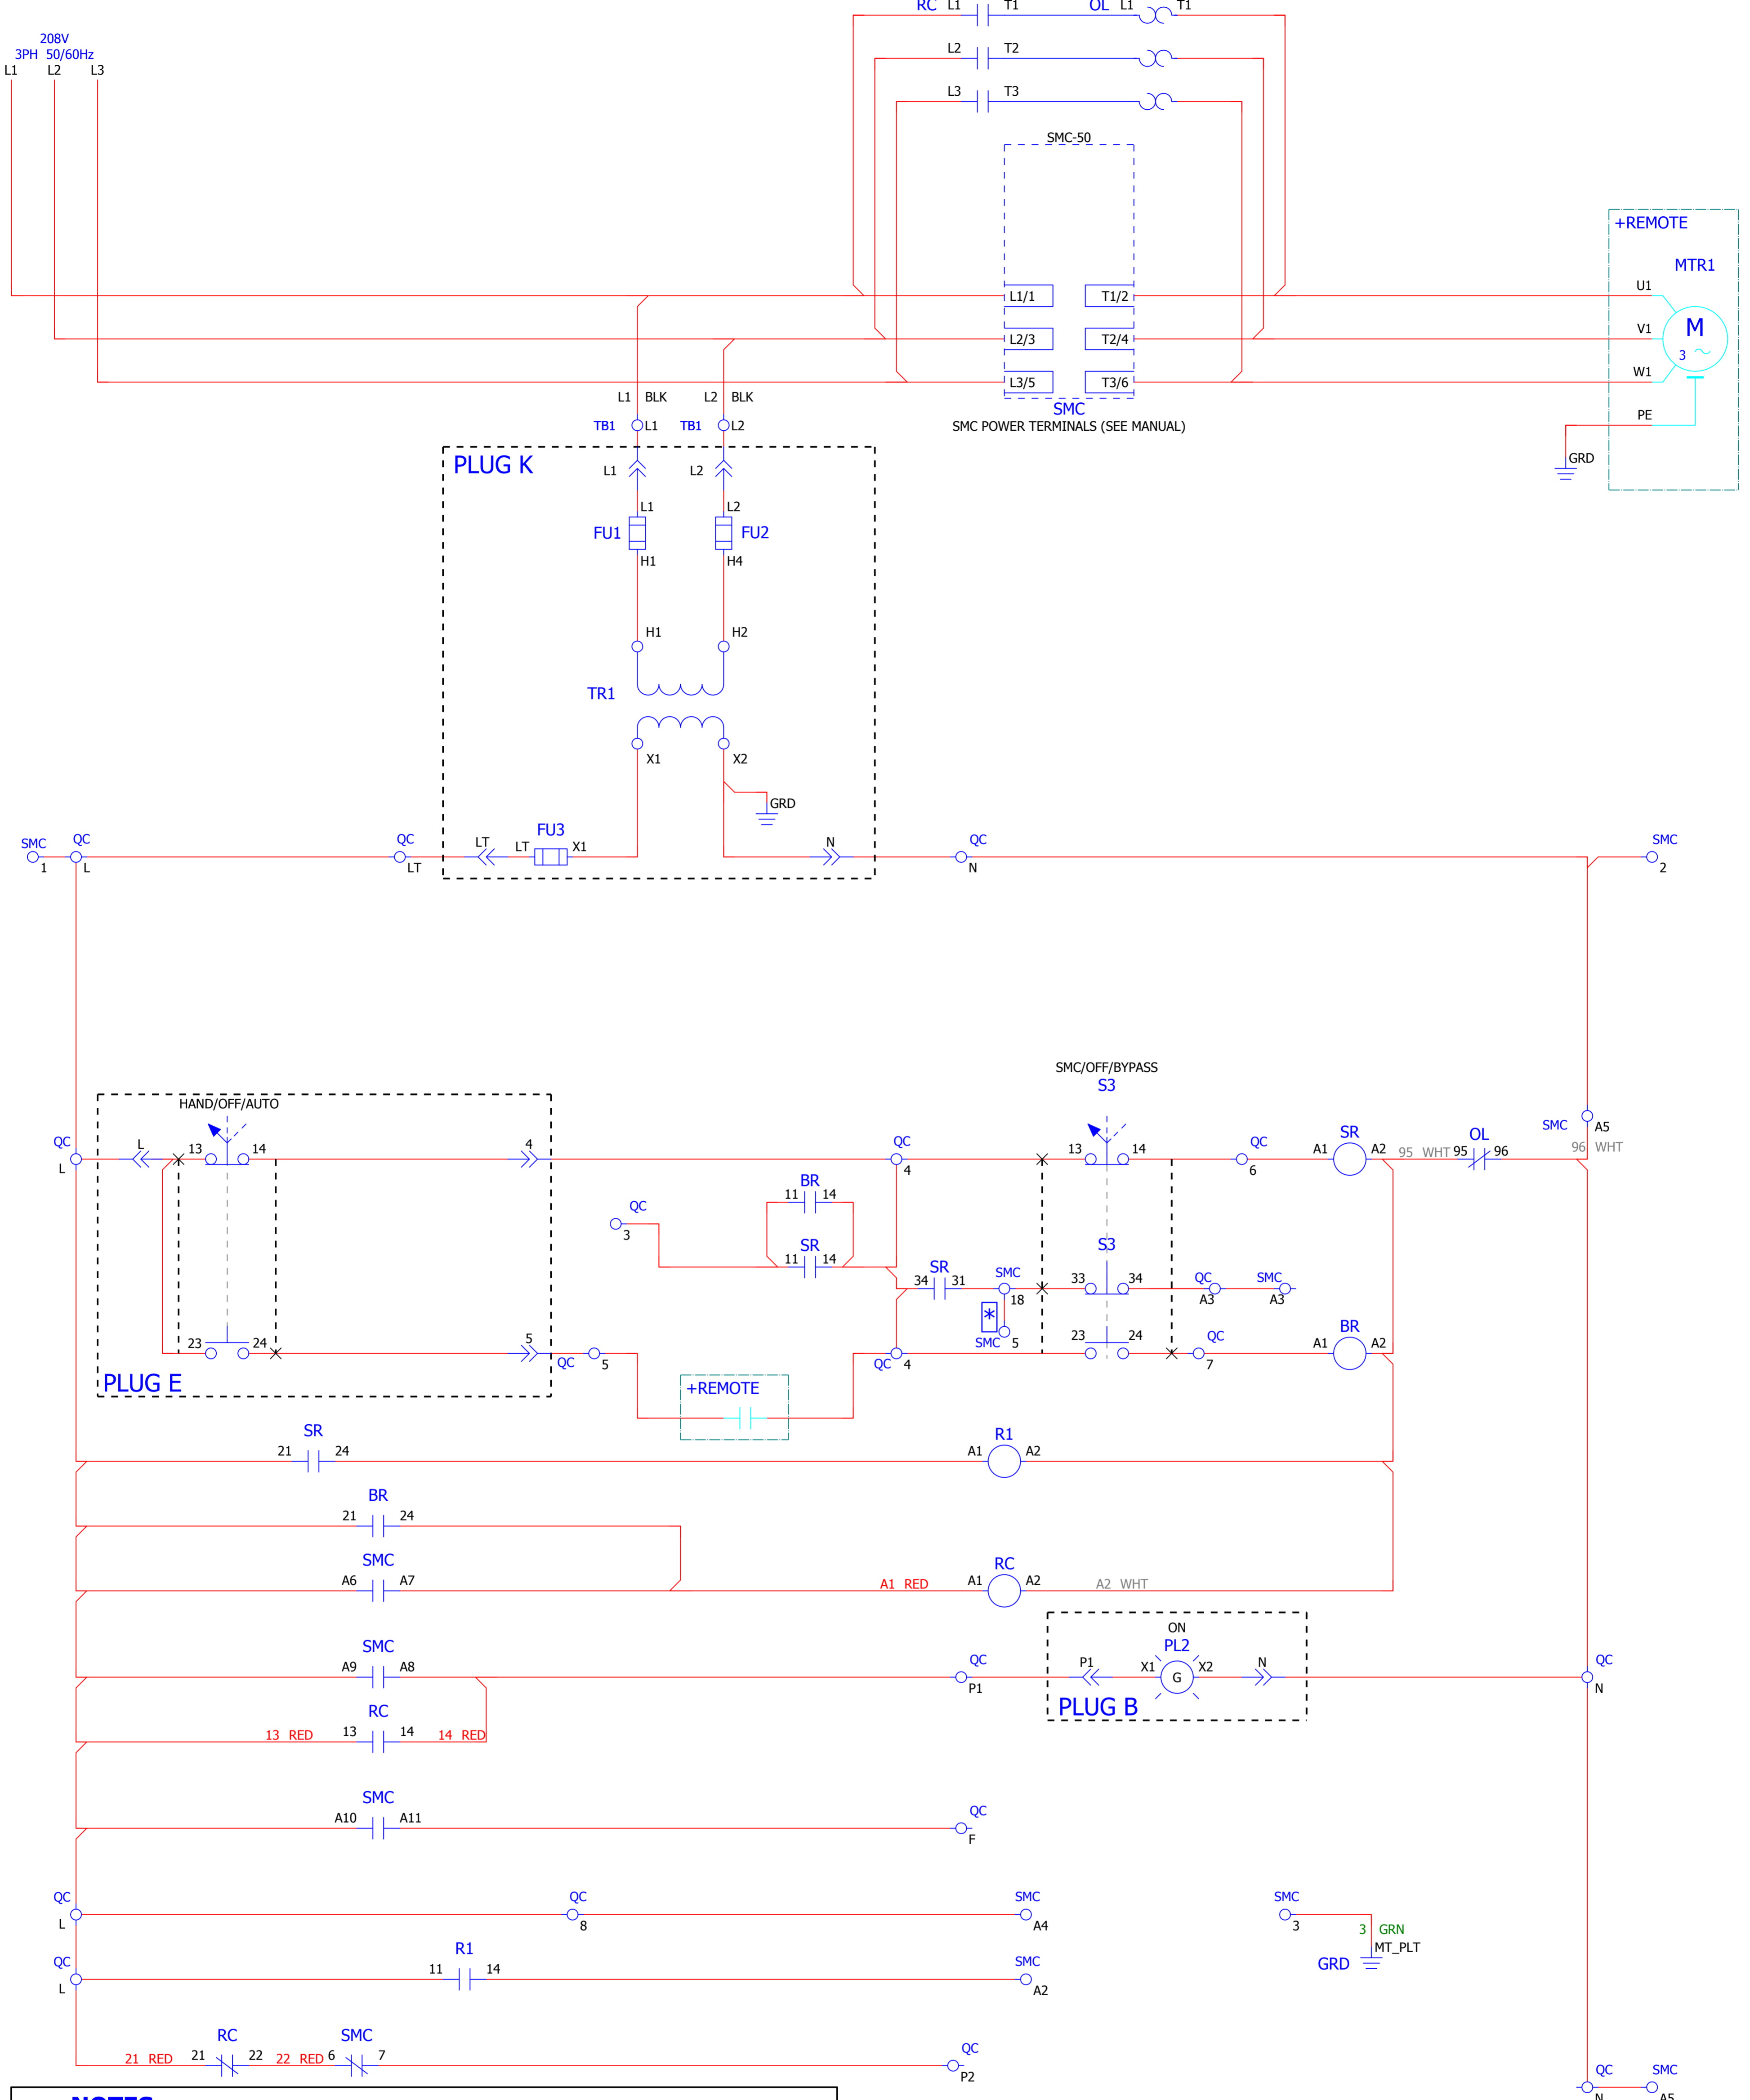 RC L1 T1 OL L1 T1
208V
3PH 50/60Hz
L1 L2 L3
L2 T2
L3 T3
SMC-50
+REMOTE
MTR1
L1/1 T1/2 U1
L2/3 T2/4 V1 M
3
L3/5 T3/6 W1
L1 BLK L2 BLK
SMC
PE
TB1 L1 TB1 L2
SMC POWER TERMINALS (SEE MANUAL)
PLUG K
L1 L2
GRD
L1 L2
FU1 FU2
H1 H4
H1 H2
TR1
X1 X2
GRD
SMC QC QC LT LT FU3 X1 N QC SMC
1 L LT N 2
SMC/OFF/BYPASS
S3
HAND/OFF/AUTO
SMC A5
QC L 13 14 4 QC 13 14 QC SR OL
A1 A2 95 WHT 95 96 96 WHT
L 4 6
BR
11 14
QC
3
SR
11 14
S3
SR
34 31 SMC 33 34 QC SMC
18 A3 A3
*
SMC 5
23 24 5 23 24 QC BR
A1 A2
QC 5 QC 4 7
PLUG E
+REMOTE
SR R1
21 24 A1 A2
BR
21 24
SMC RC
A6 A7 A1 RED A1 A2 A2 WHT
ON
SMC PL2
A9 A8 QC P1 X1 G X2 N QC
P1 N
RC PLUG B
13 RED 13 14 14 RED
SMC
A10 A11 QC
F
QC QC SMC SMC
L 8 A4 3
3 GRN
MT_PLT
GRD
QC R1 SMC
11 14
L A2
RC SMC
21 RED 21 22 22 RED 6 7 QC
P2
QC SMC
N A5
NOTES